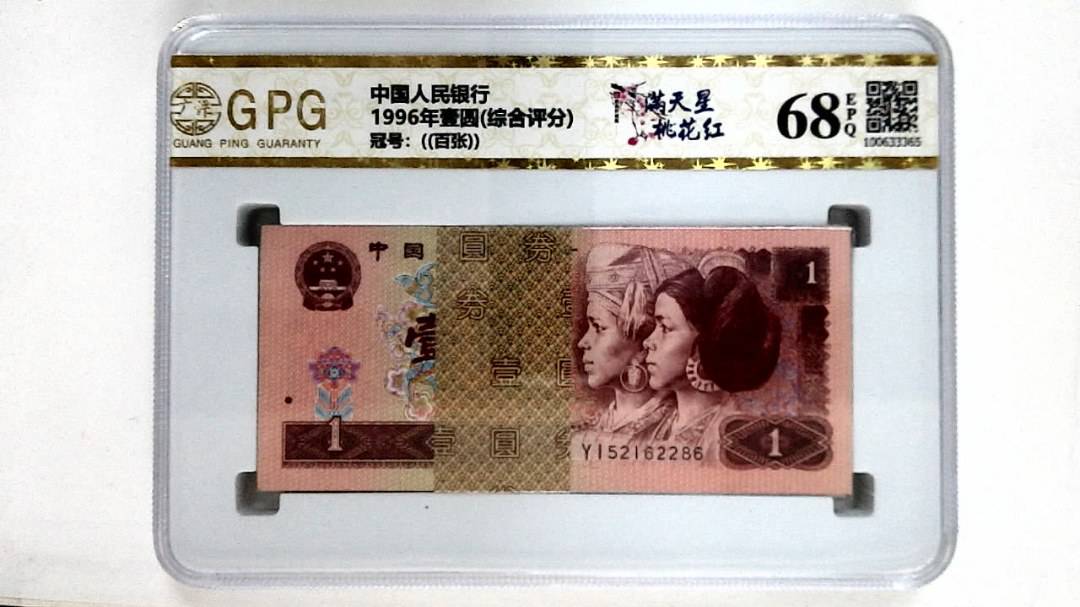 GPG
GUANG PING GUARANTY
中国人民银行
1996年壹圆(综合评分)
冠号：((百张))
满天星
桃花红
68
EPQ
100633365
中国
圆 券
券
壹
壹 圆
1
1
1
YI52162286